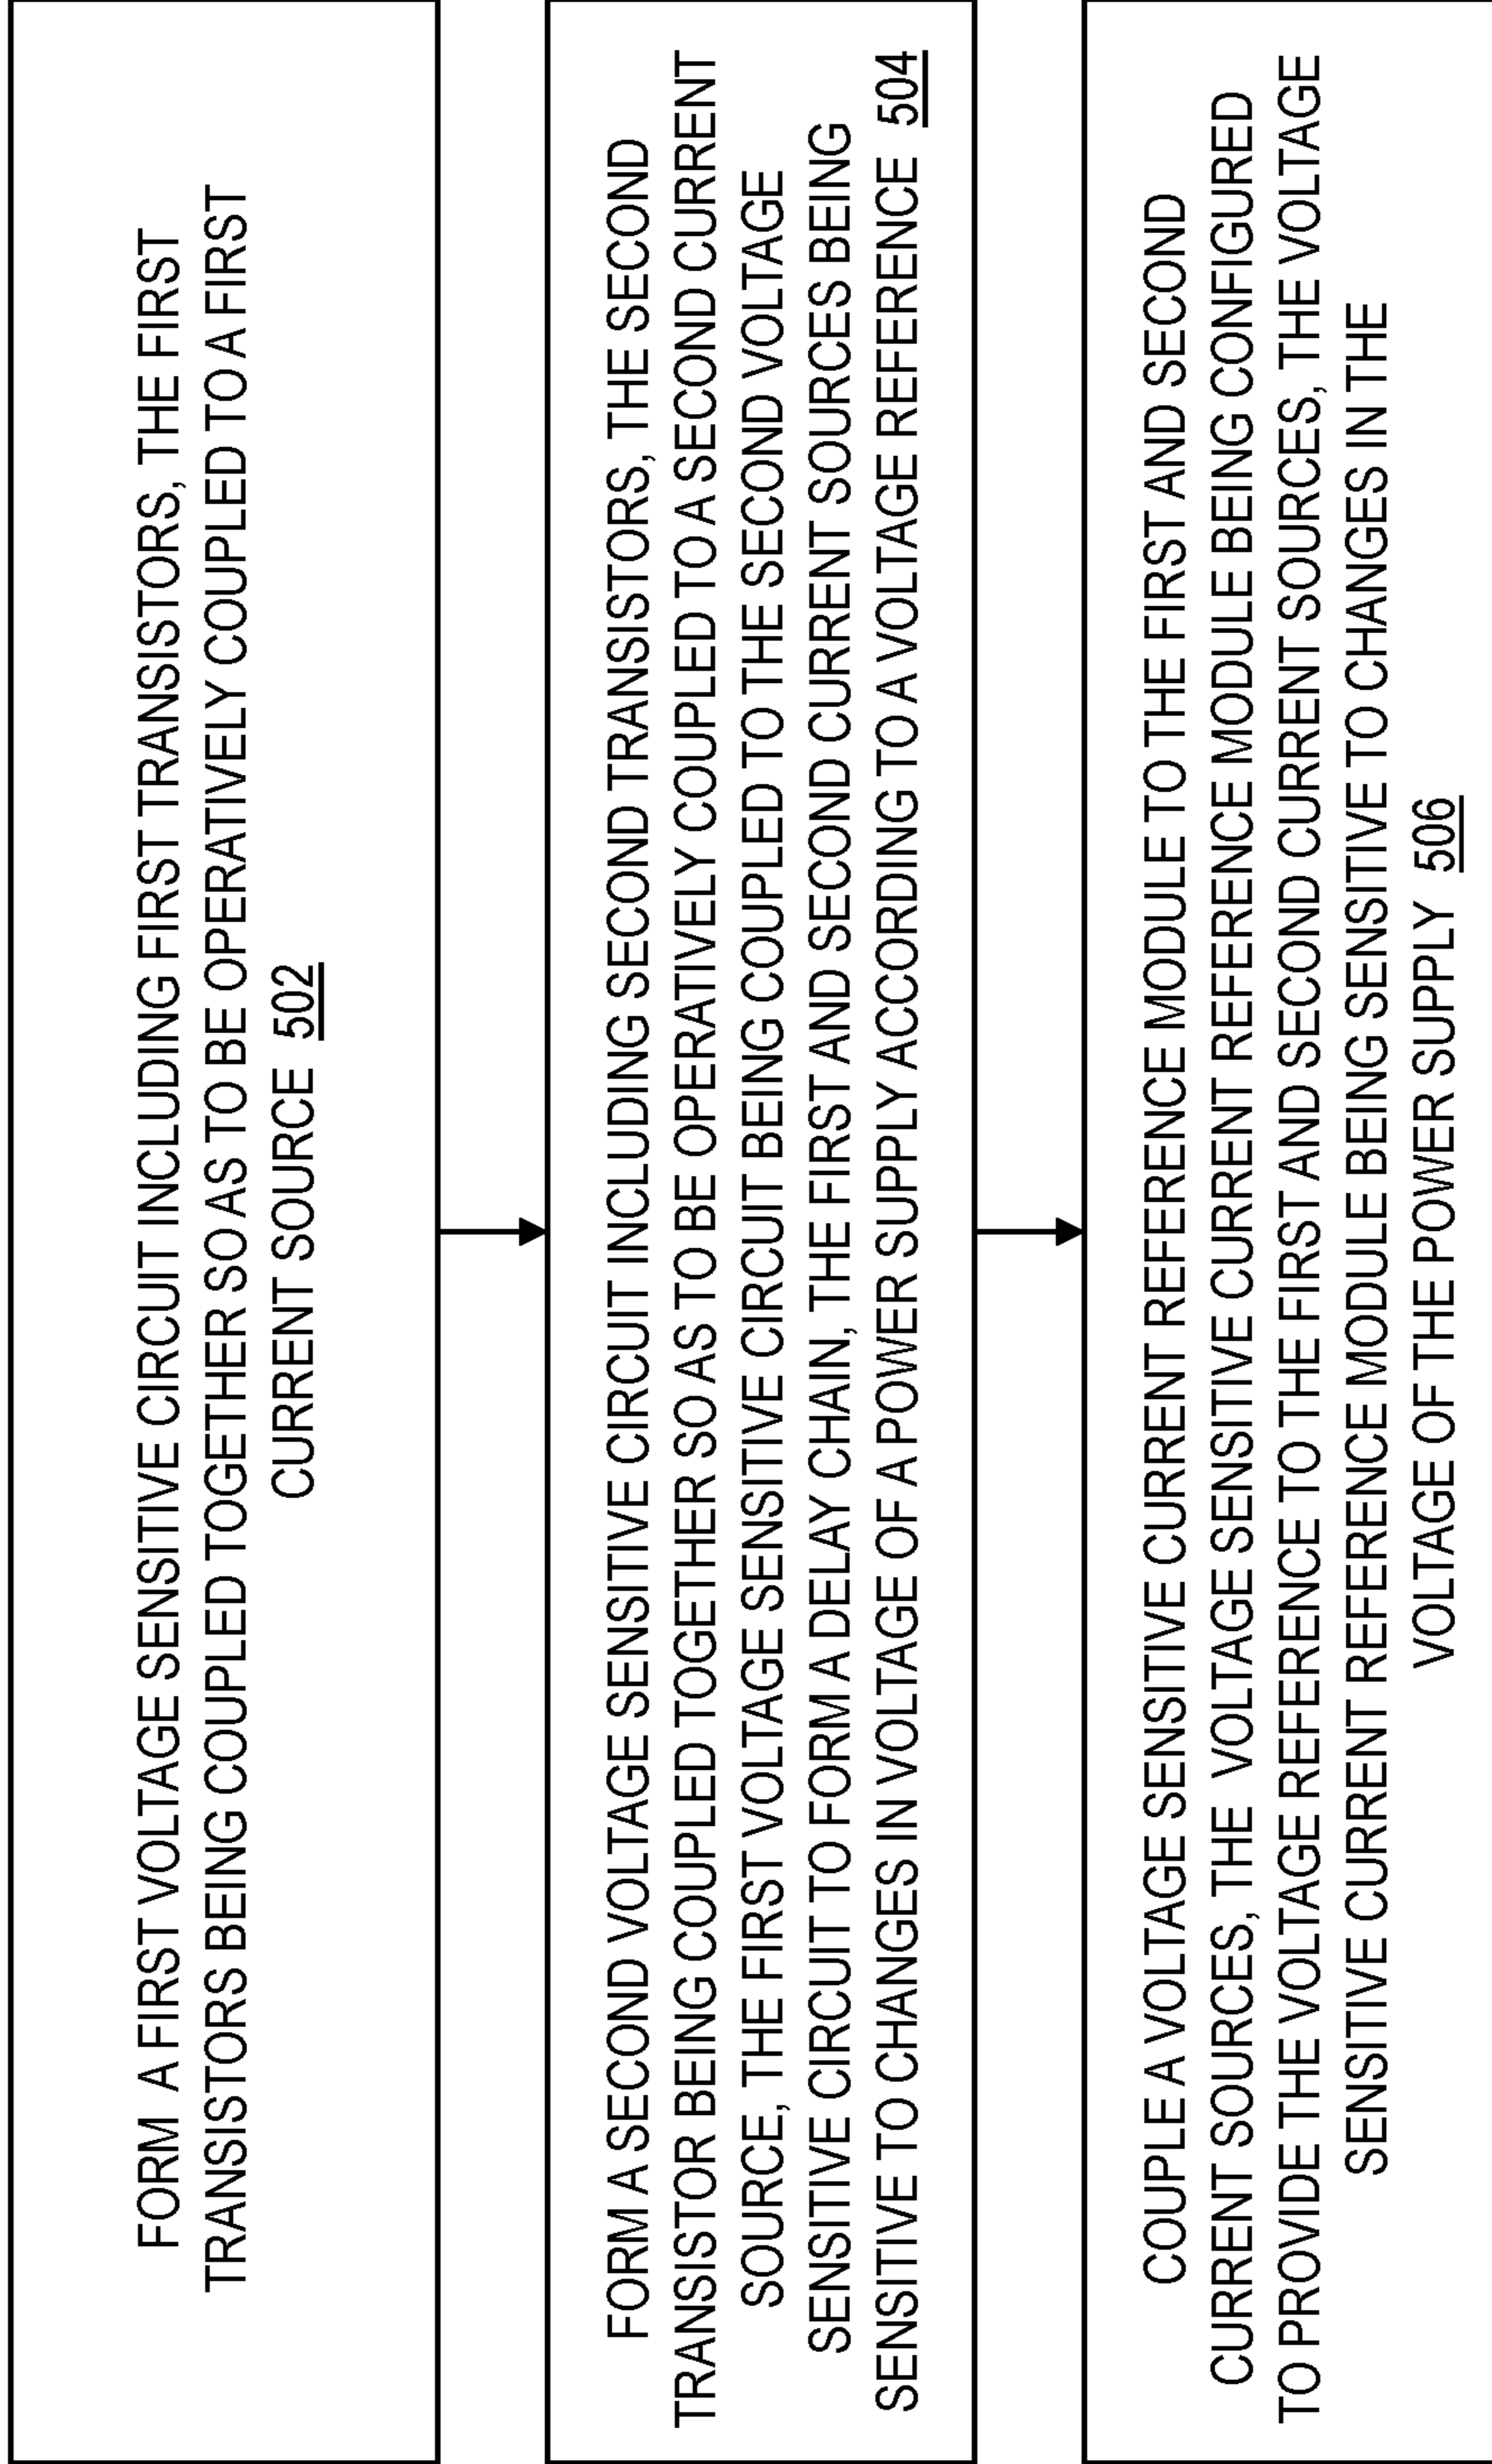 FORM A FIRST VOLTAGE SENSITIVE CIRCUIT INCLUDING FIRST TRANSISTORS, THE FIRST
TRANSISTORS BEING COUPLED TOGETHER SO AS TO BE OPERATIVELY COUPLED TO A FIRST
CURRENT SOURCE 502
FORM A SECOND VOLTAGE SENSITIVE CIRCUIT INCLUDING SECOND TRANSISTORS, THE SECOND
TRANSISTOR BEING COUPLED TOGETHER SO AS TO BE OPERATIVELY COUPLED TO A SECOND CURRENT
SOURCE, THE FIRST VOLTAGE SENSITIVE CIRCUIT BEING COUPLED TO THE SECOND VOLTAGE
SENSITIVE CIRCUIT TO FORM A DELAY CHAIN, THE FIRST AND SECOND CURRENT SOURCES BEING
SENSITIVE TO CHANGES IN VOLTAGE OF A POWER SUPPLY ACCORDING TO A VOLTAGE REFERENCE 504
COUPLE A VOLTAGE SENSITIVE CURRENT REFERENCE MODULE TO THE FIRST AND SECOND
CURRENT SOURCES, THE VOLTAGE SENSITIVE CURRENT REFERENCE MODULE BEING CONFIGURED
TO PROVIDE THE VOLTAGE REFERENCE TO THE FIRST AND SECOND CURRENT SOURCES, THE VOLTAGE
SENSITIVE CURRENT REFERENCE MODULE BEING SENSITIVE TO CHANGES IN THE
VOLTAGE OF THE POWER SUPPLY 506